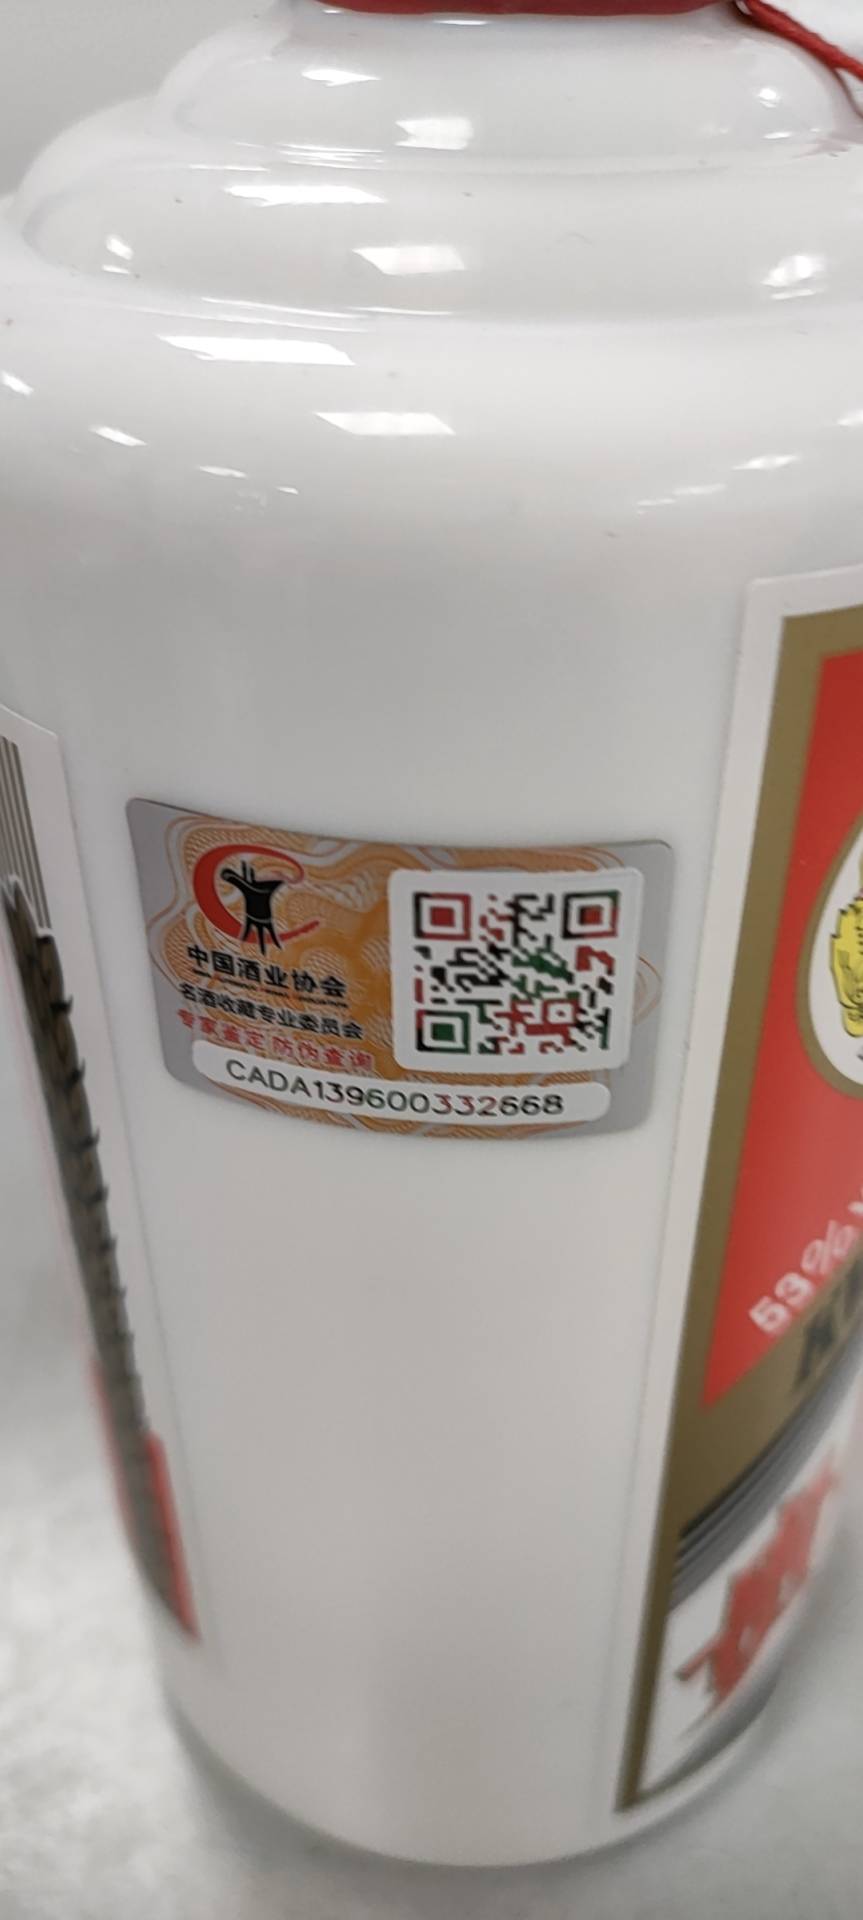 中国酒业协会
名酒收藏专业委员会
专家鉴定 防伪查询
CADA139600332668
53%